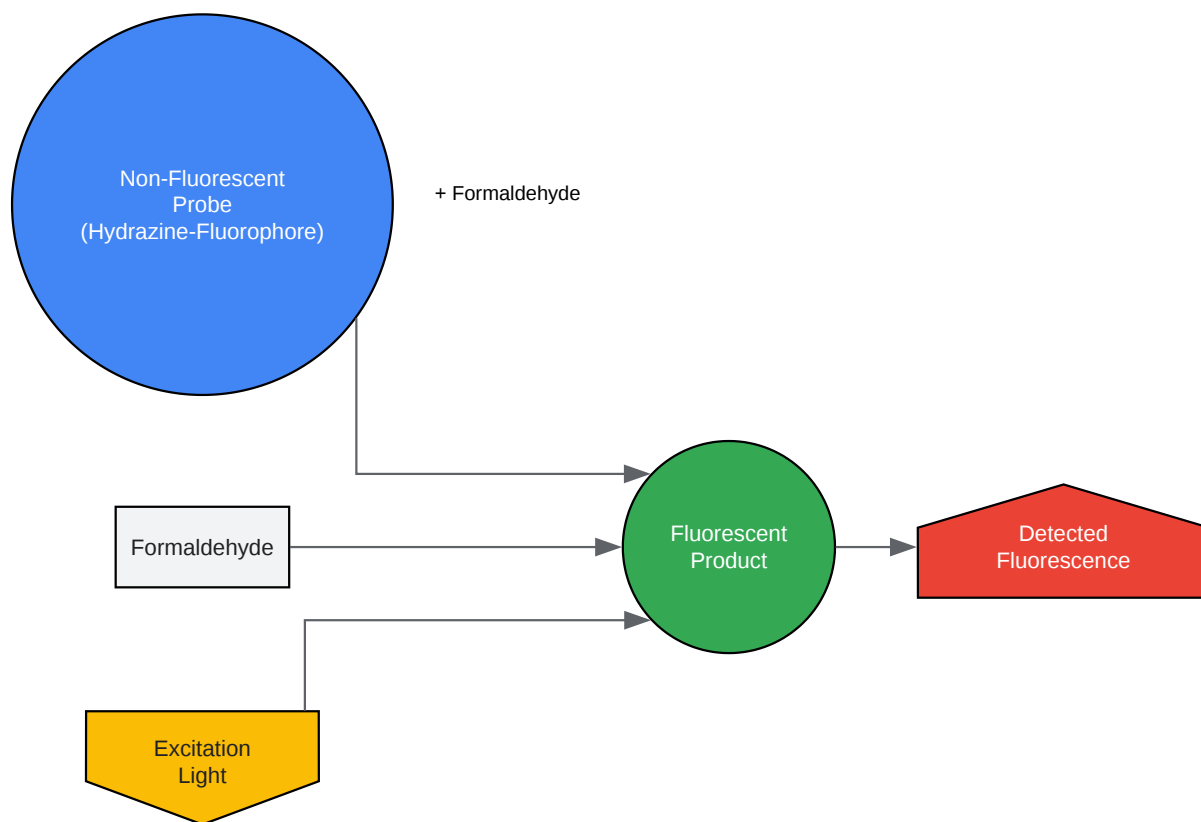 Non-Fluorescent
Probe
(Hydrazine-Fluorophore)
+ Formaldehyde
Formaldehyde
Fluorescent
Product
Detected
Fluorescence
Excitation
Light